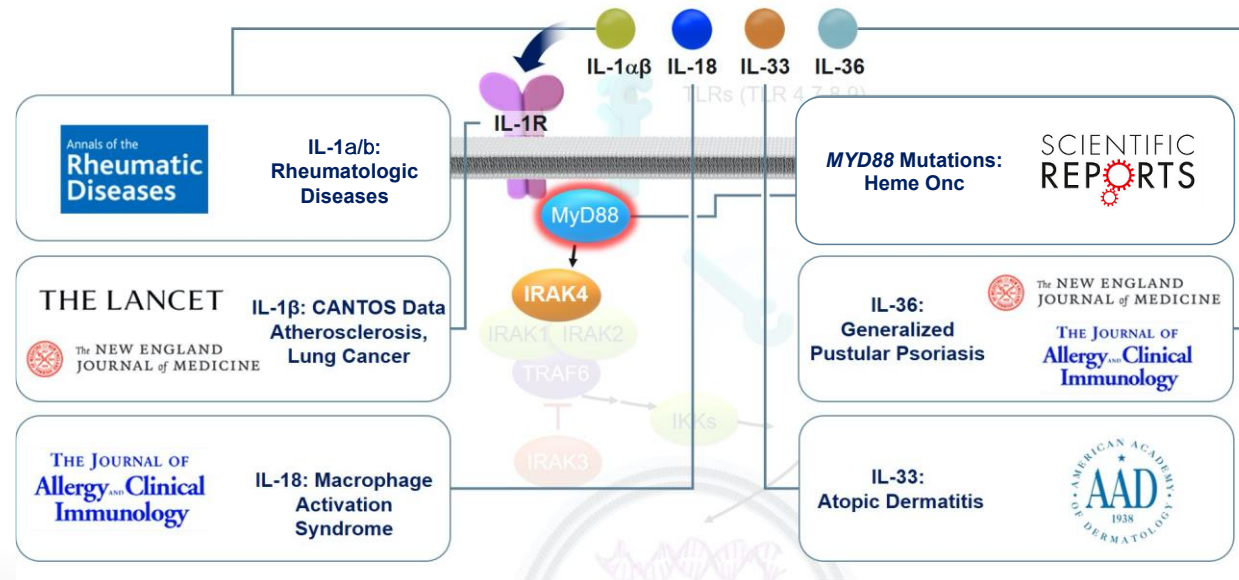 IL-1αβ
IL-18
IL-33
IL-36
TLRs (TLR 4,7,8,9)
IL-1R
MyD88
IRAK4
IRAK1
IRAK2
TRAF6
IKKs
IRAK3
Annals of the
Rheumatic
Diseases
IL-1a/b:
Rheumatologic
Diseases
THE LANCET
The NEW ENGLAND
JOURNAL of MEDICINE
IL-1β: CANTOS Data
Atherosclerosis,
Lung Cancer
THE JOURNAL OF
Allergy AND Clinical
Immunology
IL-18: Macrophage
Activation
Syndrome
MYD88 Mutations:
Heme Onc
SCIENTIFIC
REPORTS
IL-36:
Generalized
Pustular Psoriasis
The NEW ENGLAND
JOURNAL of MEDICINE
THE JOURNAL OF
Allergy AND Clinical
Immunology
IL-33:
Atopic Dermatitis
AMERICAN ACADEMY
AAD
1938
OF DERMATOLOGY